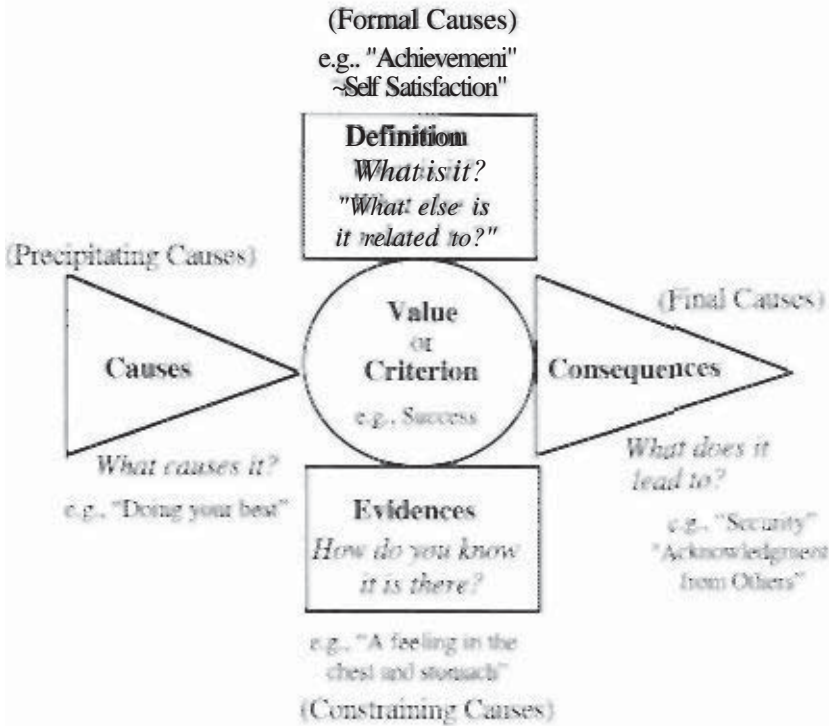 (Formal Causes)
e.g.. "Achievemeni"
~Self Satisfaction"
Definition
What is it?
"What else is
it related to?"
(Precipitating Causes)
Causes
What causes it?
e.g., "Doing your best"
Value
or
Criterion
e.g., Success
(Final Causes)
Consequences
What does it
lead to?
e.g., "Security"
"Acknowledgment
from Others"
Evidences
How do you know
it is there?
e.g., "A feeling in the
chest and stomach"
(Constraining Causes)